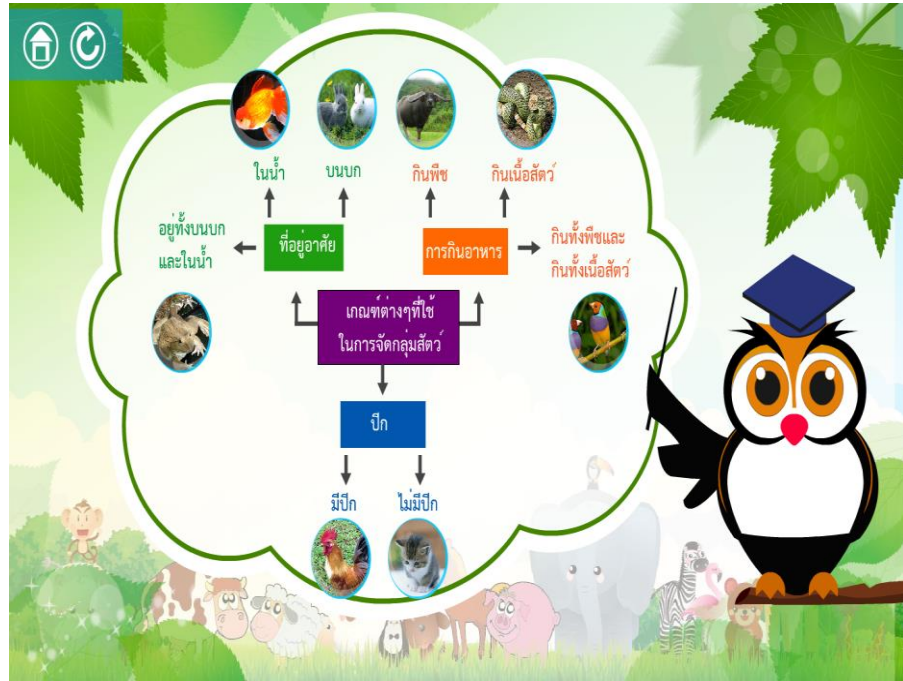 ในน้ำ
บนบก
กินพืช
กินเนื้อสัตว์
อยู่ทั้งบนบก
และในน้ำ
ที่อยู่อาศัย
การกินอาหาร
กินทั้งพืชและ
กินทั้งเนื้อสัตว์
เกณฑ์ต่างๆที่ใช้
ในการจัดกลุ่มสัตว์
ปีก
มีปีก
ไม่มีปีก